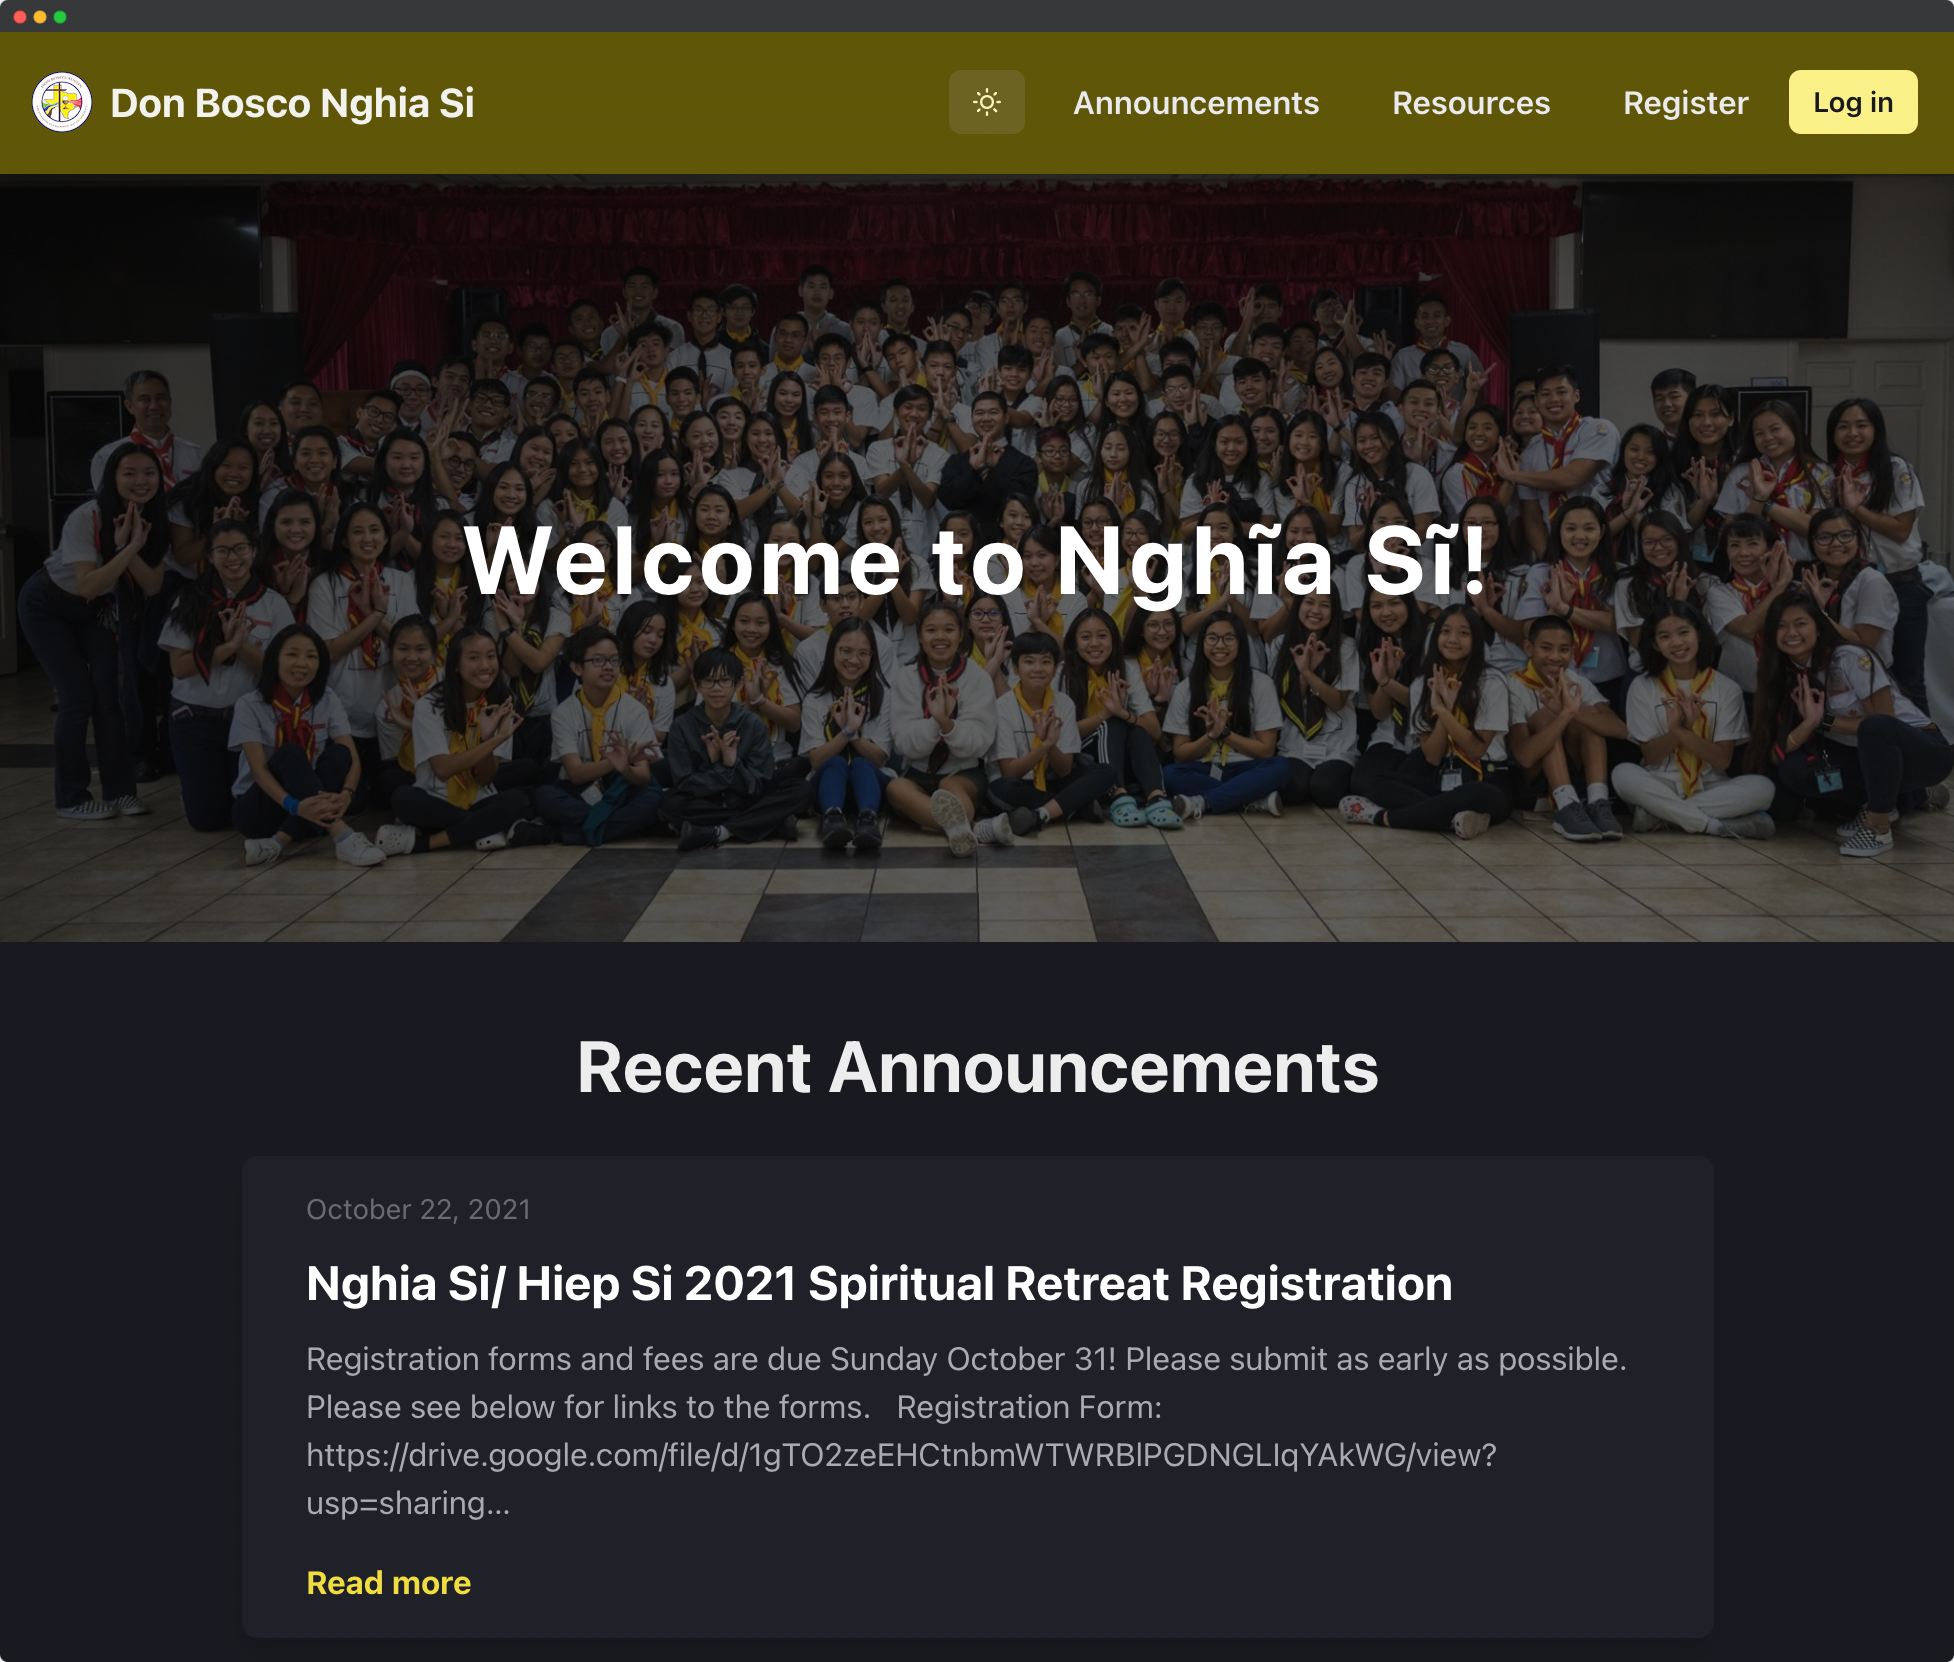 Don Bosco Nghia Si
Announcements
Resources
Register
Log in
Welcome to Nghĩa Sĩ!
Recent Announcements
October 22, 2021
Nghia Si/ Hiep Si 2021 Spiritual Retreat Registration
Registration forms and fees are due Sunday October 31! Please submit as early as possible.
Please see below for links to the forms.   Registration Form:
https://drive.google.com/file/d/1gTO2zeEHCtnbmWTWRBlPGDNGLIqYAkWG/view?
usp=sharing...
Read more